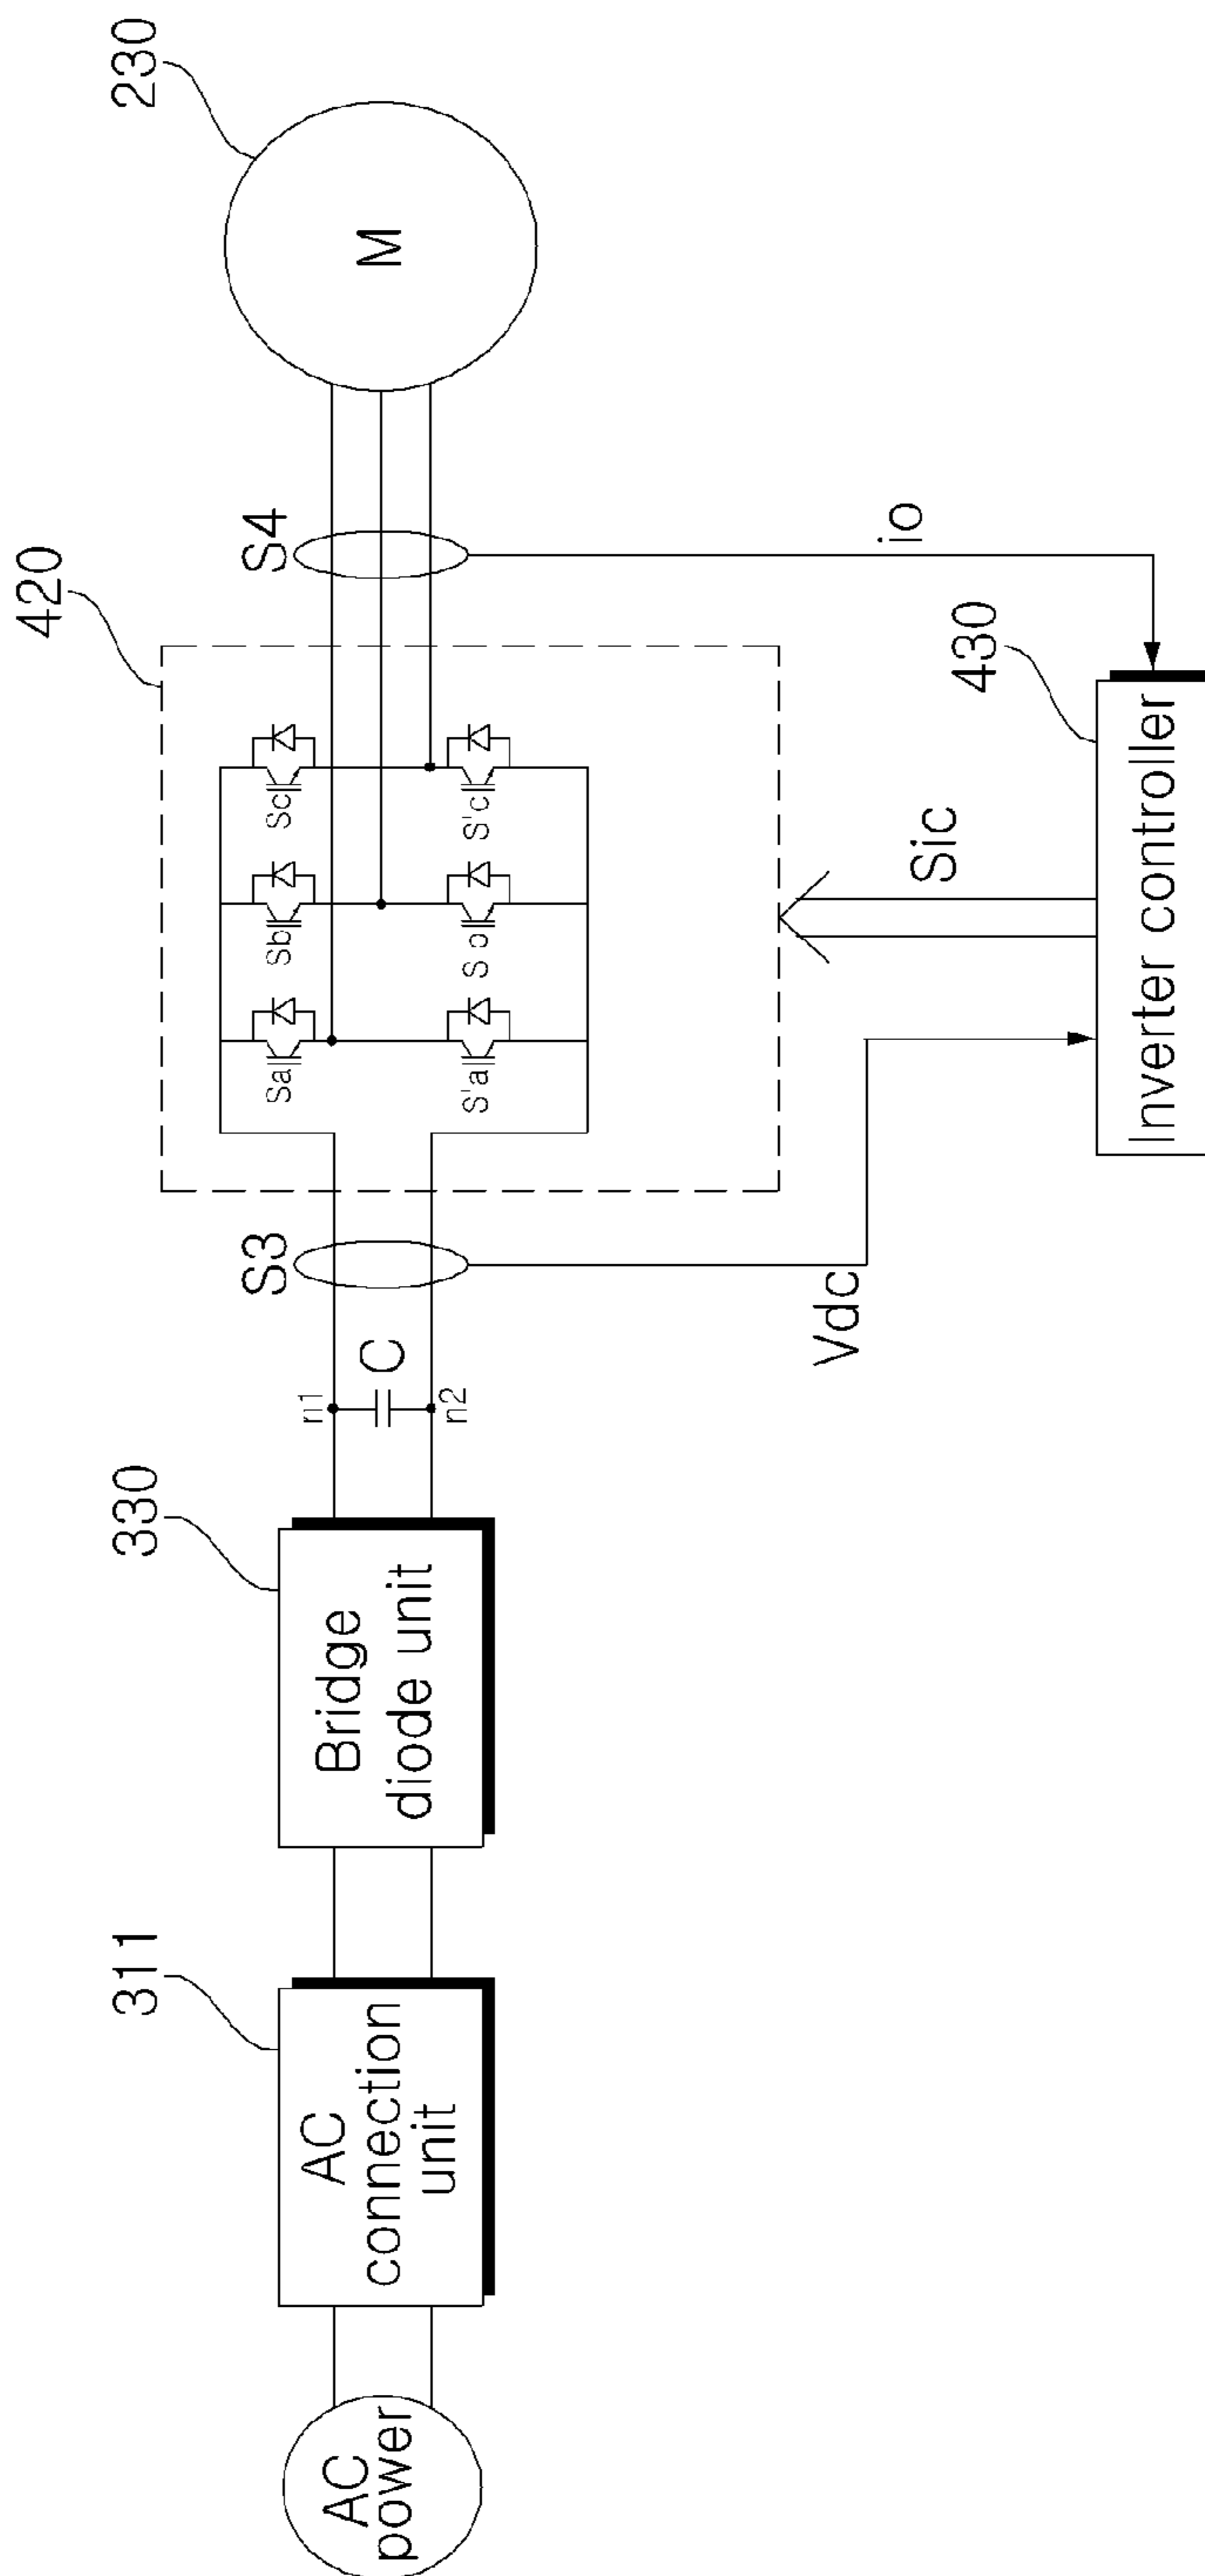 AC
power
AC
connection
unit
311
Bridge
diode unit
330
n1
C
n2
S3
Vdc
420
Sa
Sb
Sc
S'a
S'c
S4
io
Sic
Inverter controller
430
M
230